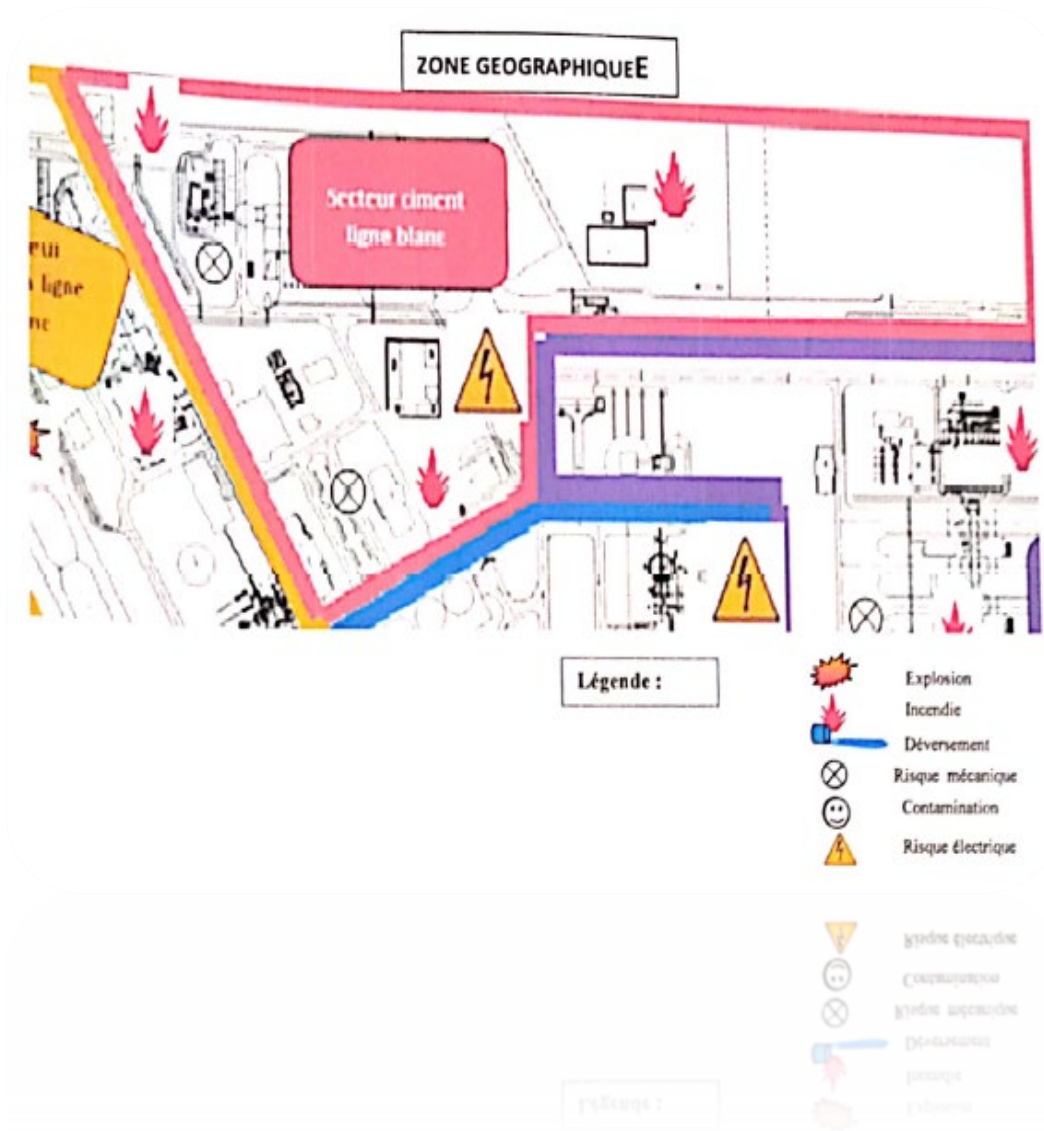 ZONE GEOGRAPHIQUEE
Secteur ciment
ligne blanc
ligne
Légende :
Explosion
Incendie
Déversement
Risque mécanique
Contamination
Risque électrique